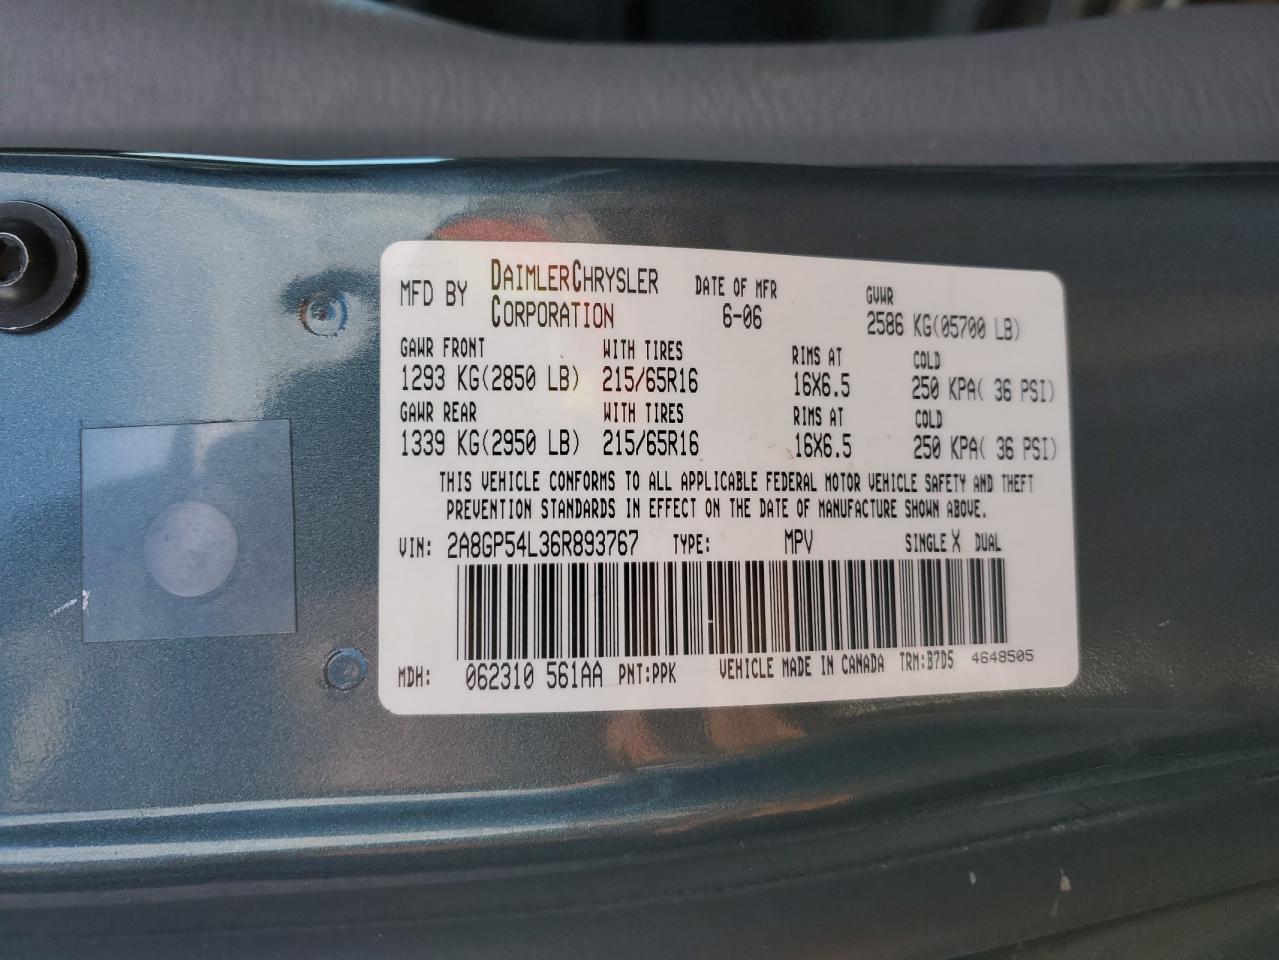 MFD BY DAIMLERCHRYSLER CORPORATION DATE OF MFR 6-06 GVWR 2586 KG(05700 LB)
GAWR FRONT WITH TIRES RIMS AT COLD
1293 KG(2850 LB) 215/65R16 16X6.5 250 KPA( 36 PSI)
GAWR REAR WITH TIRES RIMS AT COLD
1339 KG(2950 LB) 215/65R16 16X6.5 250 KPA( 36 PSI)
THIS VEHICLE CONFORMS TO ALL APPLICABLE FEDERAL MOTOR VEHICLE SAFETY AND THEFT
PREVENTION STANDARDS IN EFFECT ON THE DATE OF MANUFACTURE SHOWN ABOVE.
VIN: 2A8GP54L36R893767 TYPE: MPV SINGLE X DUAL
MDH: 062310 561AA PNT:PPK VEHICLE MADE IN CANADA TRM:B7D5 4648505